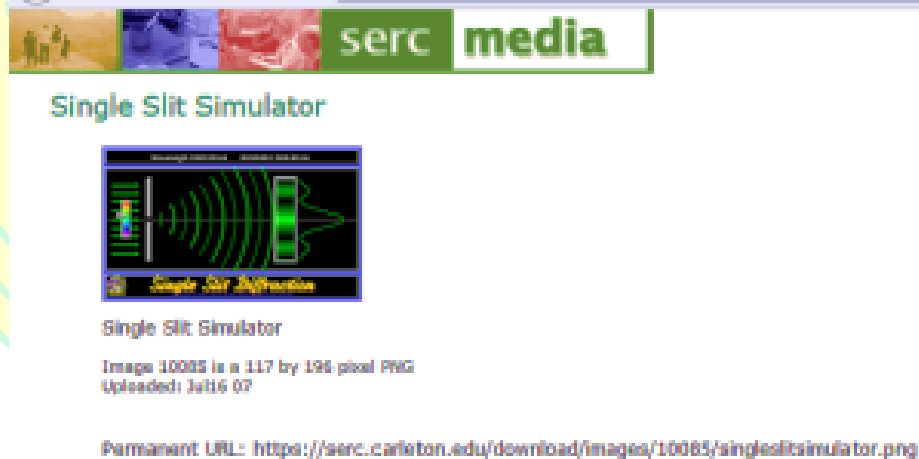 serc media
Single Slit Simulator
Single Slit Diffraction
Single Slit Simulator
Image 10085 is a 117 by 196 pixel PNG
Uploaded: Jul16 07
Permanent URL: https://serc.carleton.edu/download/images/10085/singleslitsimulator.png